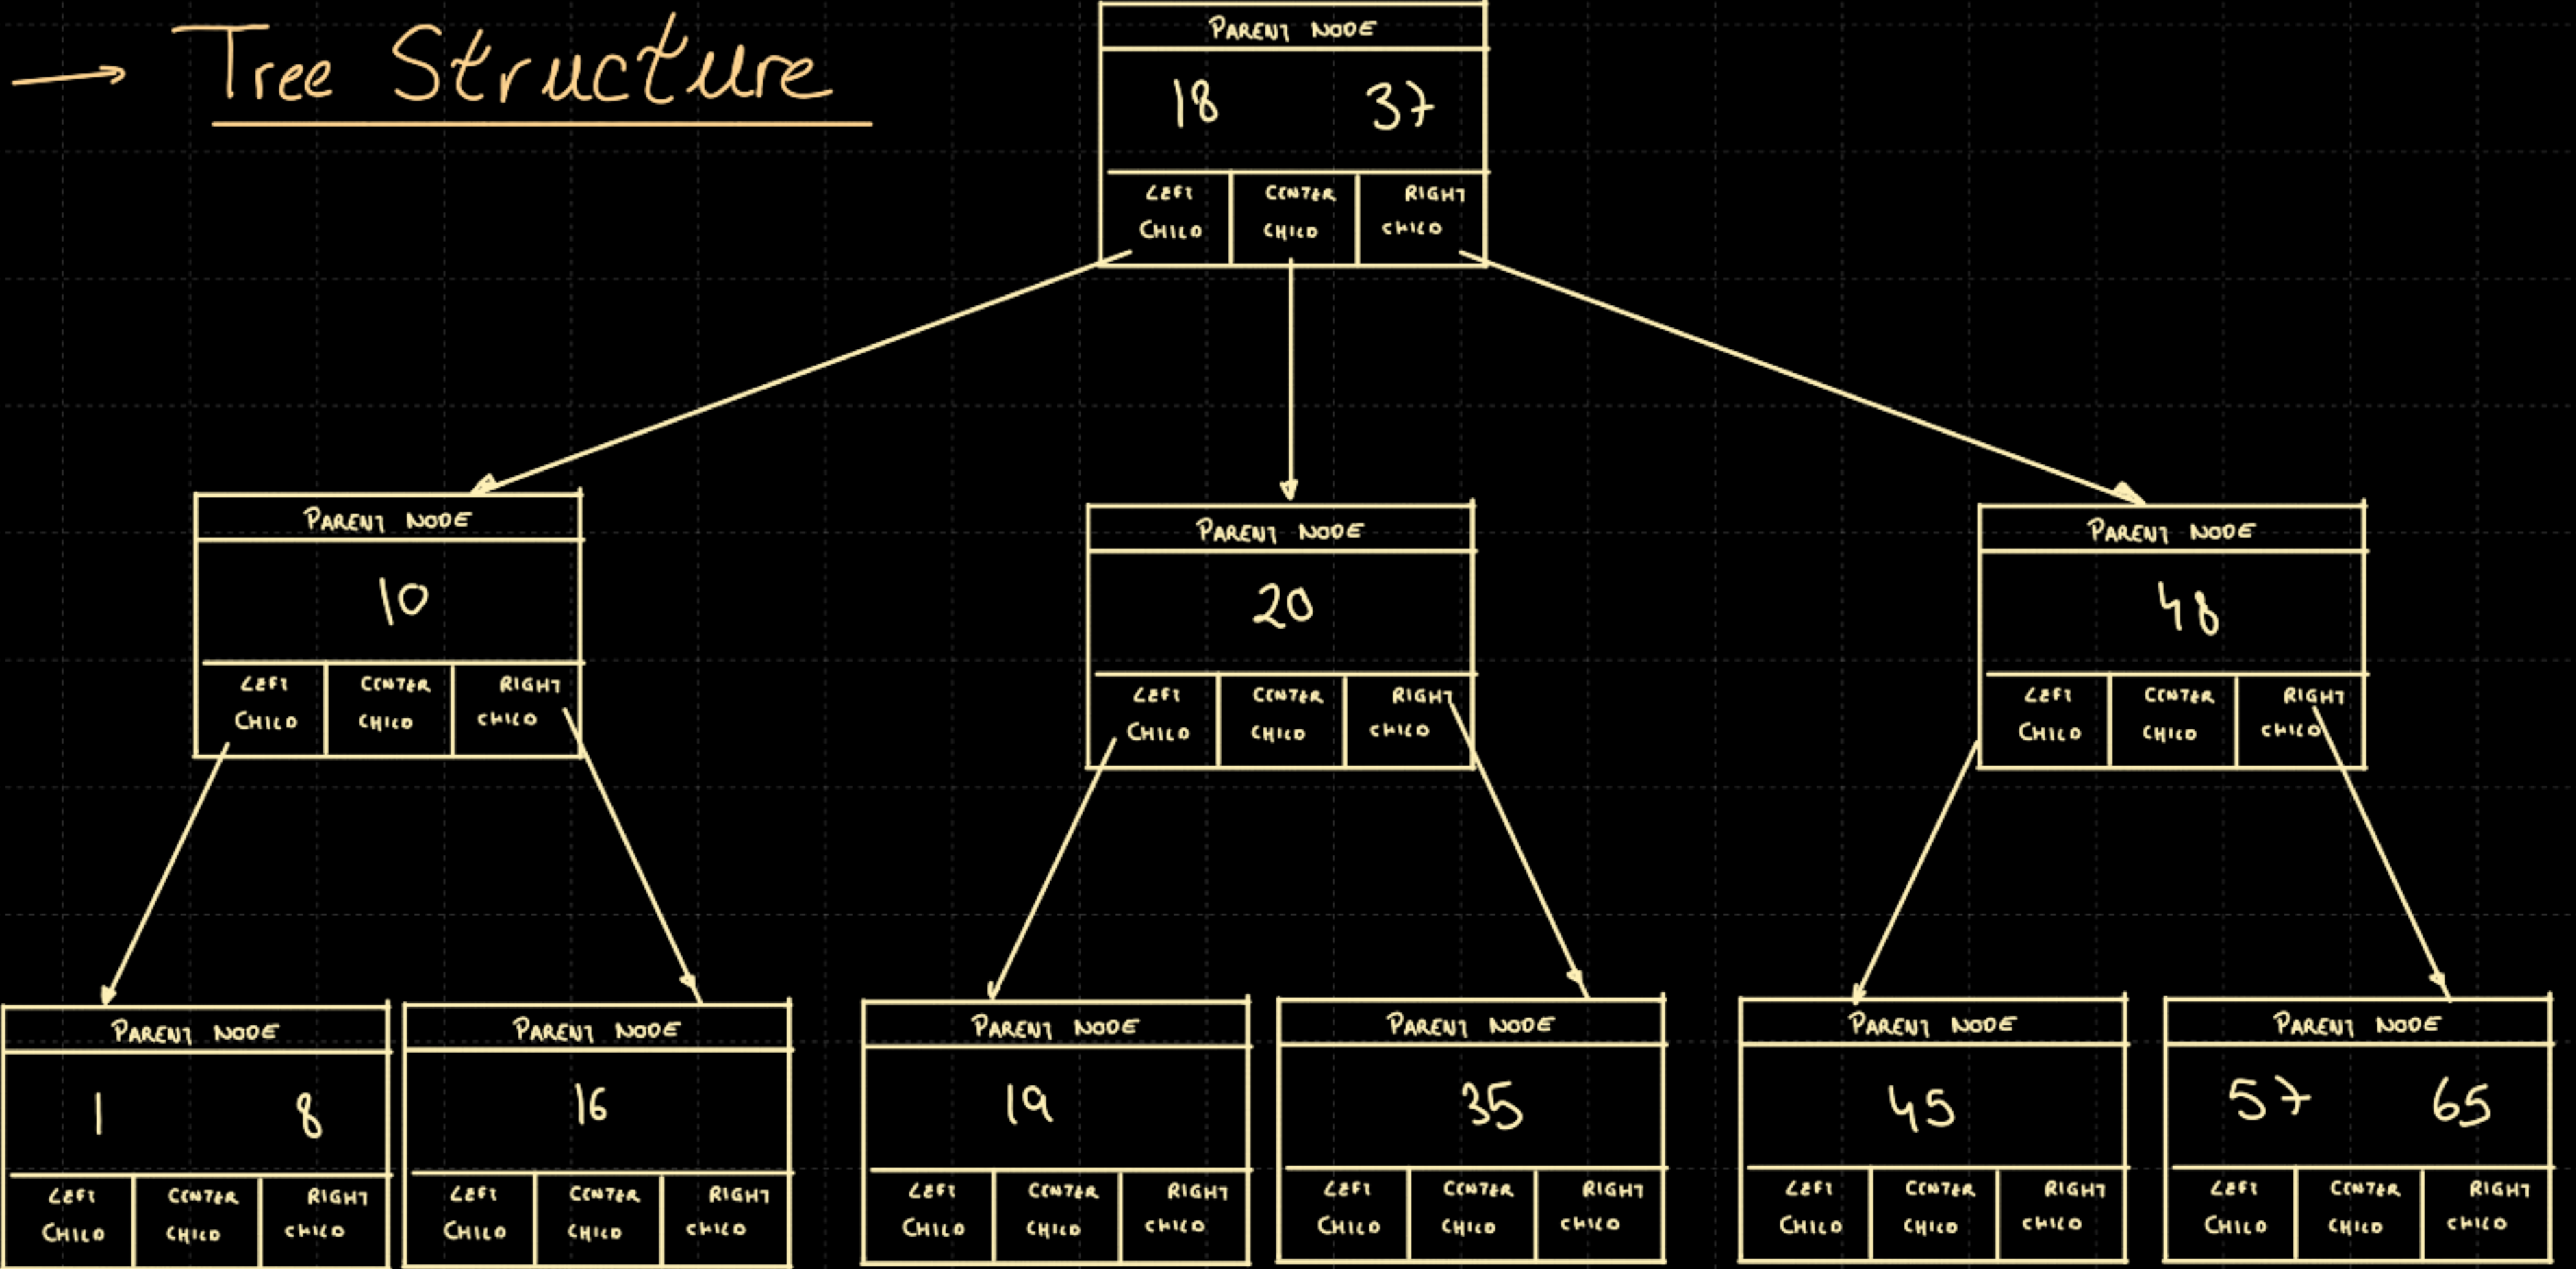 → Tree Structure
PARENT NODE
18 37
LEFT CHILD CENTER CHILD RIGHT CHILD
PARENT NODE
10
LEFT CHILD CENTER CHILD RIGHT CHILD
PARENT NODE
20
LEFT CHILD CENTER CHILD RIGHT CHILD
PARENT NODE
48
LEFT CHILD CENTER CHILD RIGHT CHILD
PARENT NODE
1 8
LEFT CHILD CENTER CHILD RIGHT CHILD
PARENT NODE
16
LEFT CHILD CENTER CHILD RIGHT CHILD
PARENT NODE
19
LEFT CHILD CENTER CHILD RIGHT CHILD
PARENT NODE
35
LEFT CHILD CENTER CHILD RIGHT CHILD
PARENT NODE
45
LEFT CHILD CENTER CHILD RIGHT CHILD
PARENT NODE
57 65
LEFT CHILD CENTER CHILD RIGHT CHILD